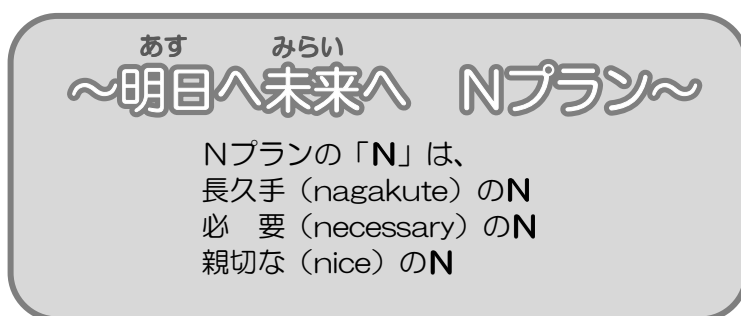 あす みらい
～明日へ未来へ　Nプラン～
Nプランの「N」は、
長久手（nagakute）のN
必　要（necessary）のN
親切な（nice）のN